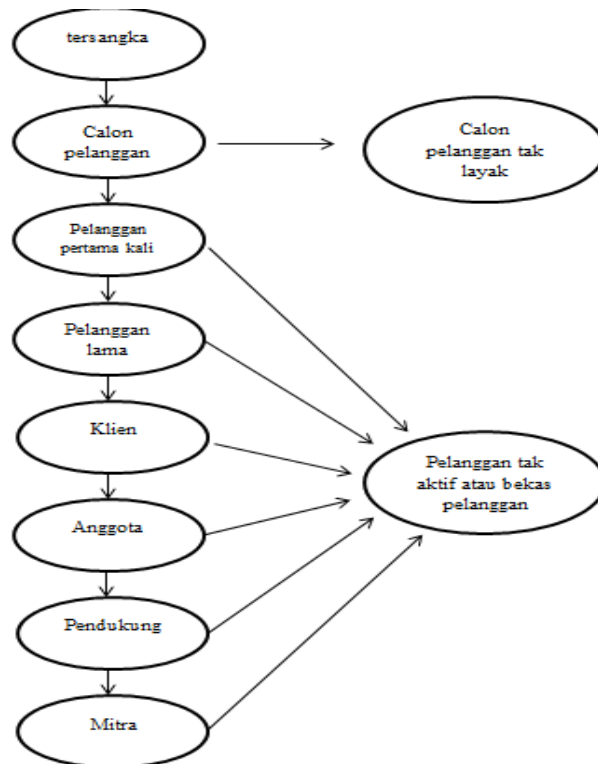 tersangka
Calon
pelanggan
Calon
pelanggan tak
layak
Pelanggan
pertama kali
Pelanggan
lama
Klien
Pelanggan tak
aktif atau bekas
pelanggan
Anggota
Pendukung
Mitra